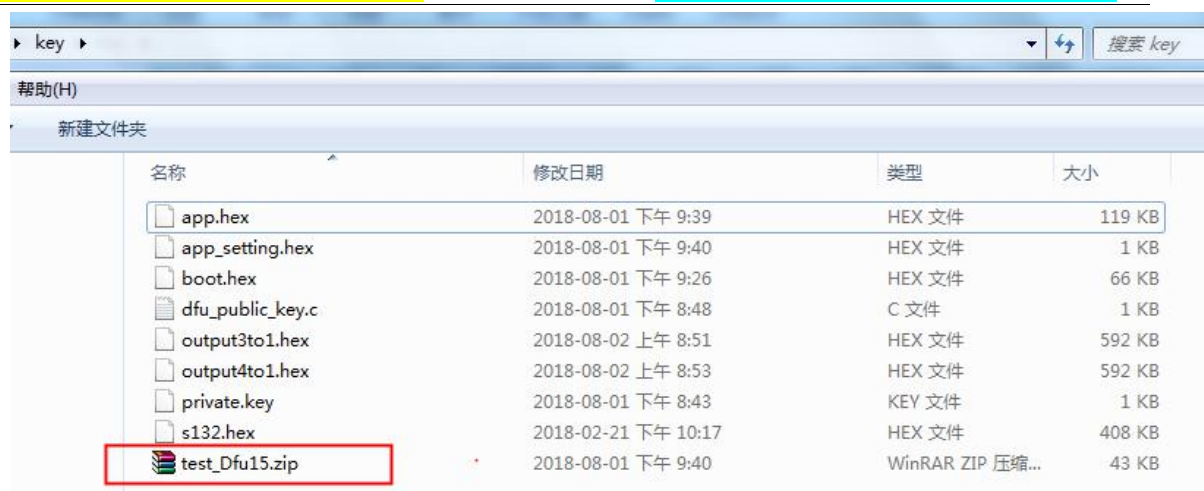 key
搜索 key
帮助(H)
新建文件夹
名称 修改日期 类型 大小
app.hex 2018-08-01 下午 9:39 HEX 文件 119 KB
app_setting.hex 2018-08-01 下午 9:40 HEX 文件 1 KB
boot.hex 2018-08-01 下午 9:26 HEX 文件 66 KB
dfu_public_key.c 2018-08-01 下午 8:48 C 文件 1 KB
output3to1.hex 2018-08-02 上午 8:51 HEX 文件 592 KB
output4to1.hex 2018-08-02 上午 8:53 HEX 文件 592 KB
private.key 2018-08-01 下午 8:43 KEY 文件 1 KB
s132.hex 2018-02-21 下午 10:17 HEX 文件 408 KB
test_Dfu15.zip 2018-08-01 下午 9:40 WinRAR ZIP 压缩... 43 KB